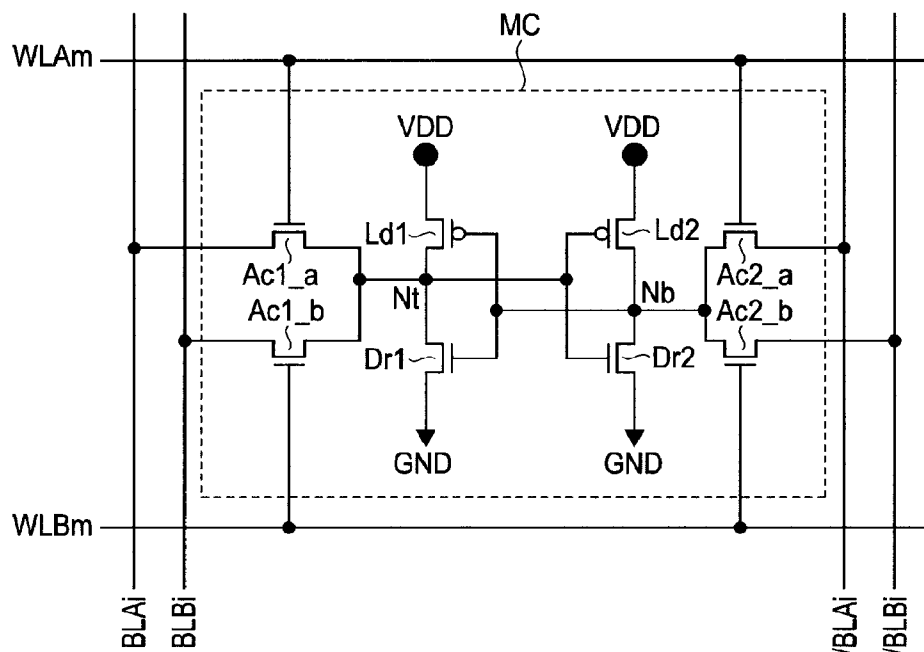 MC
WLAm
VDD
VDD
Ld1
Ld2
Ac1_a
Ac2_a
Nt
Nb
Ac1_b
Ac2_b
Dr1
Dr2
GND
GND
WLBm
BLAi
BLBi
/BLAi
/BLBi